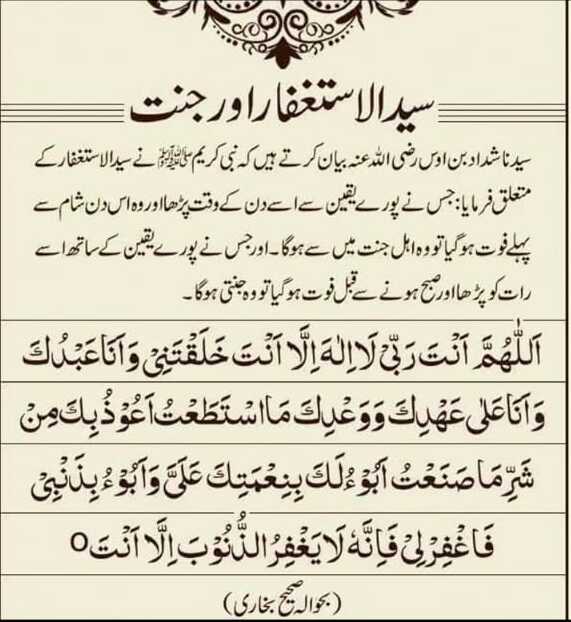 سید الاستغفار اور جنت
سیدنا شداد بن اوس رضی اللہ عنہ بیان کرتے ہیں کہ نبی کریم ﷺ نے سید الاستغفار کے
متعلق فرمایا: جس نے پورے یقین سے اسے دن کے وقت پڑھا اور وہ اس دن شام سے
پہلے فوت ہو گیا تو وہ اہل جنت میں سے ہوگا۔ اور جس نے پورے یقین کے ساتھ اسے
رات کو پڑھا اور صبح ہونے سے قبل فوت ہو گیا تو وہ جنتی ہوگا۔
اَللّٰهُمَّ اَنْتَ رَبِّیْ لَا اِلٰهَ اِلَّا اَنْتَ خَلَقْتَنِیْ وَاَنَا عَبْدُكَ
وَاَنَا عَلٰی عَهْدِكَ وَوَعْدِكَ مَا اسْتَطَعْتُ اَعُوْذُ بِكَ مِنْ
شَرِّ مَا صَنَعْتُ اَبُوْءُ لَكَ بِنِعْمَتِكَ عَلَیَّ وَاَبُوْءُ بِذَنْبِیْ
فَاغْفِرْ لِیْ فَاِنَّهٗ لَا یَغْفِرُ الذُّنُوْبَ اِلَّا اَنْتَ ○
(بحوالہ صحیح بخاری)